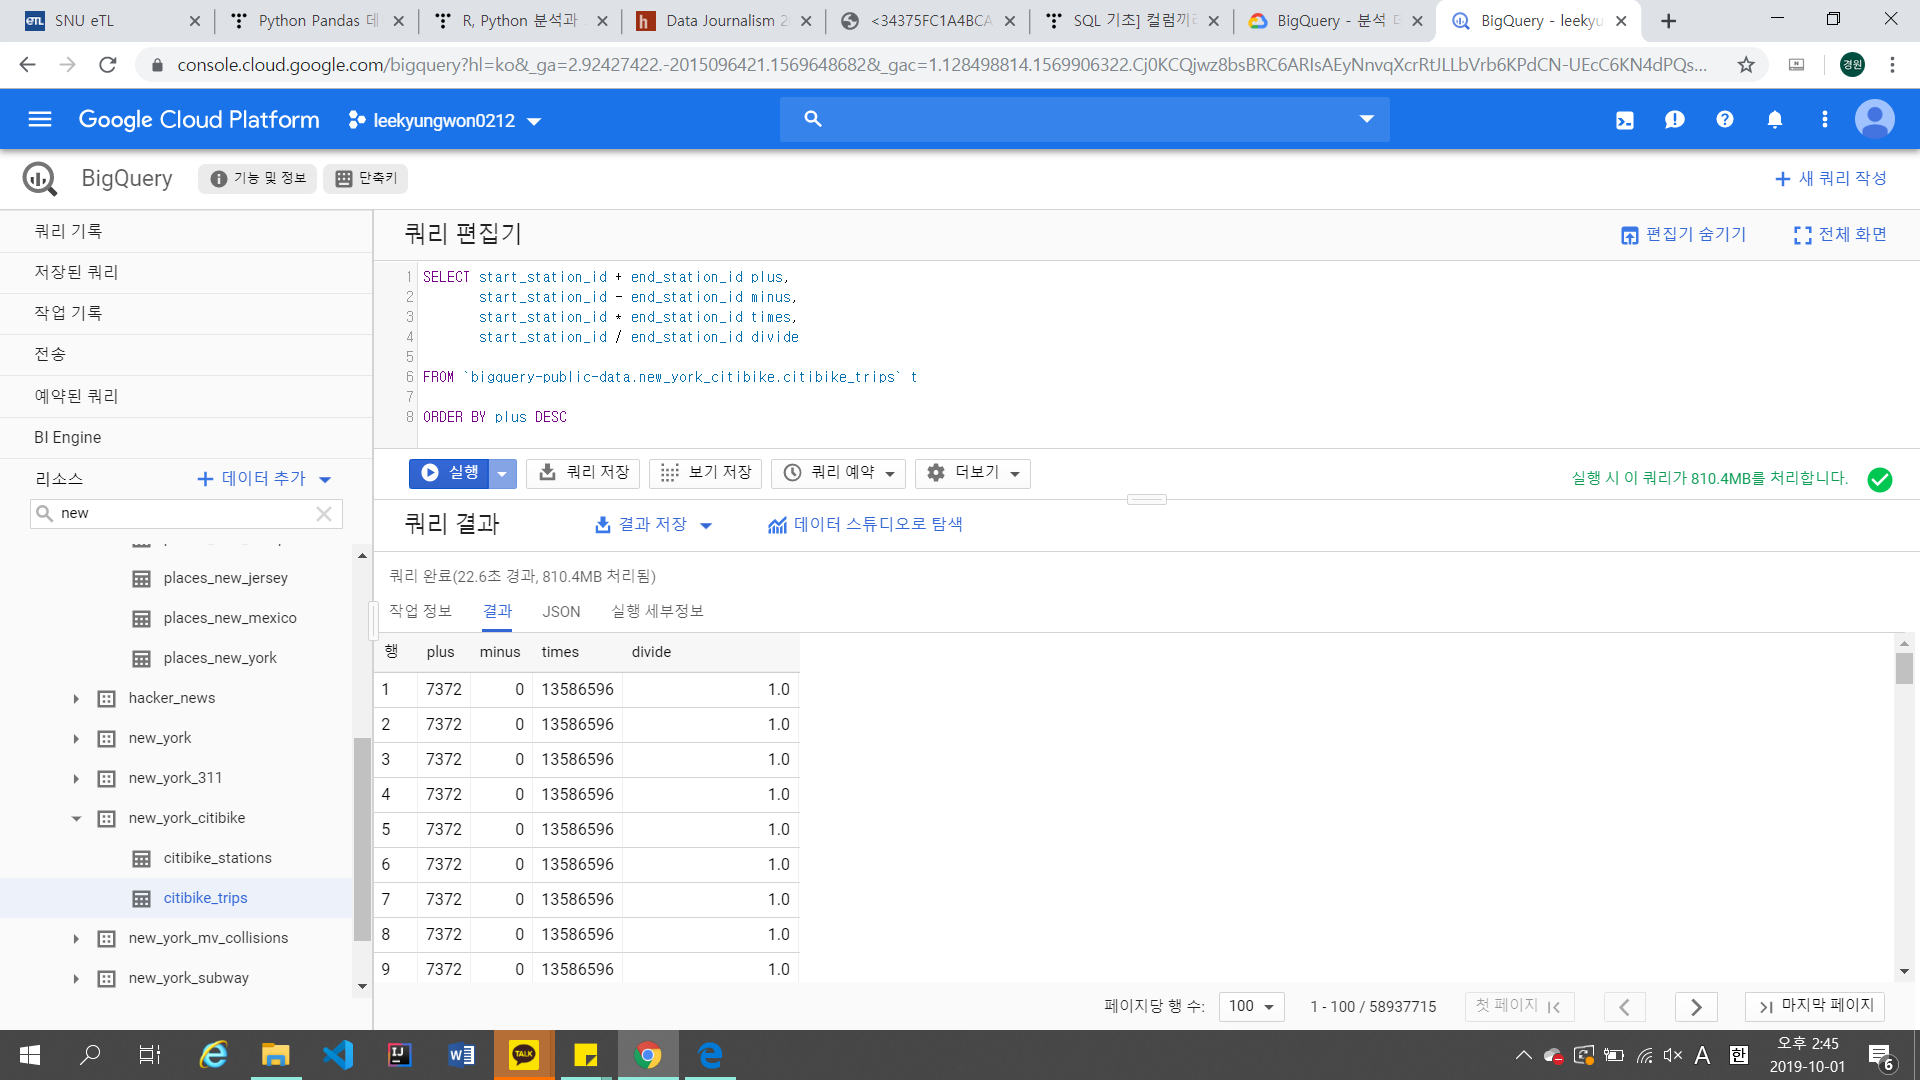 SNU eTL
Python Pandas 데
R, Python 분석과
Data Journalism 2
<34375FC1A4BCA
SQL 기초] 컬럼끼리
BigQuery - 분석 데
BigQuery - leekyu
console.cloud.google.com/bigquery?hl=ko&_ga=2.92427422.-2015096421.1569648682&_gac=1.128498814.1569906322.Cj0KCQjwz8bsBRC6ARIsAEyNnvqXcrRtJLLbVrb6KPdCN-UEcC6KN4dPQs...
경원
Google Cloud Platform
leekyungwon0212
BigQuery
기능 및 정보
단축키
새 쿼리 작성
쿼리 기록
저장된 쿼리
작업 기록
전송
예약된 쿼리
BI Engine
리소스
데이터 추가
new
places_new_jersey
places_new_mexico
places_new_york
hacker_news
new_york
new_york_311
new_york_citibike
citibike_stations
citibike_trips
new_york_mv_collisions
new_york_subway
쿼리 편집기
편집기 숨기기
전체 화면
1 SELECT start_station_id + end_station_id plus,
2 start_station_id - end_station_id minus,
3 start_station_id * end_station_id times,
4 start_station_id / end_station_id divide
5
6 FROM `bigquery-public-data.new_york_citibike.citibike_trips` t
7
8 ORDER BY plus DESC
실행
쿼리 저장
보기 저장
쿼리 예약
더보기
실행 시 이 쿼리가 810.4MB를 처리합니다.
쿼리 결과
결과 저장
데이터 스튜디오로 탐색
쿼리 완료(22.6초 경과, 810.4MB 처리됨)
작업 정보 결과 JSON 실행 세부정보
행 plus minus times divide
1 7372 0 13586596 1.0
2 7372 0 13586596 1.0
3 7372 0 13586596 1.0
4 7372 0 13586596 1.0
5 7372 0 13586596 1.0
6 7372 0 13586596 1.0
7 7372 0 13586596 1.0
8 7372 0 13586596 1.0
9 7372 0 13586596 1.0
페이지당 행 수: 100 1 - 100 / 58937715 첫 페이지 마지막 페이지
TALK
A 한
오후 2:45
2019-10-01
6